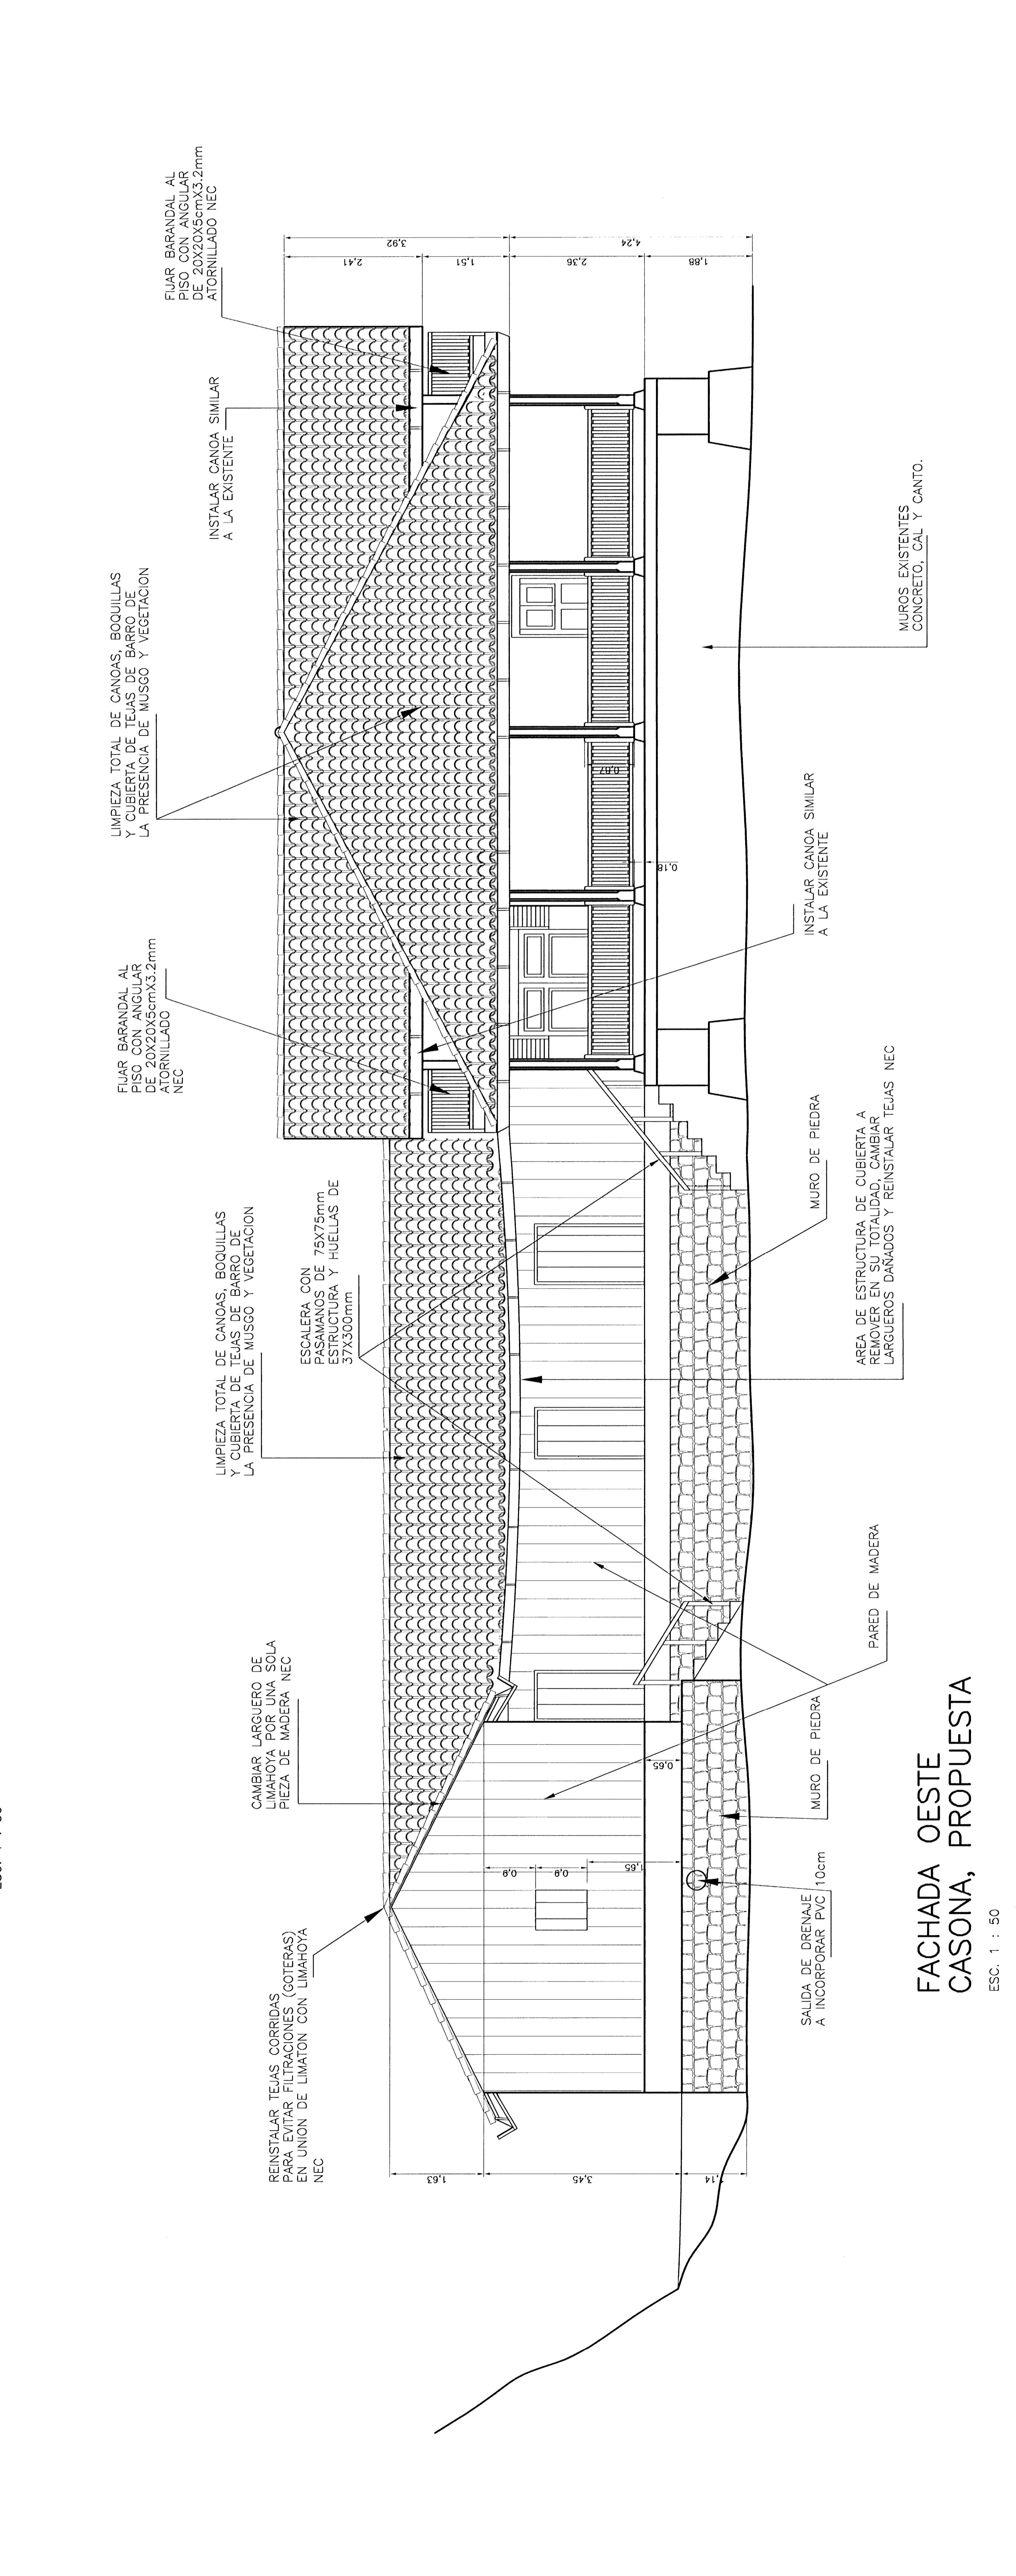 REINSTALAR TEJAS CORRIDAS
PARA EVITAR FILTRACIONES (GOTERAS)
EN UNION DE LIMATON CON LIMAHOYA
NEC
CAMBIAR LARGUERO DE
LIMAHOYA POR UNA SOLA
PIEZA DE MADERA NEC
LIMPIEZA TOTAL DE CANOAS, BOQUILLAS
Y CUBIERTA DE TEJAS DE BARRO DE
LA PRESENCIA DE MUSGO Y VEGETACION
ESCALERA CON
PASAMANOS DE 75X75mm
ESTRUCTURA Y HUELLAS DE
37X300mm
FIJAR BARANDAL AL
PISO CON ANGULAR
DE 20X20X5cmX3.2mm
ATORNILLADO
NEC
LIMPIEZA TOTAL DE CANOAS, BOQUILLAS
Y CUBIERTA DE TEJAS DE BARRO DE
LA PRESENCIA DE MUSGO Y VEGETACION
INSTALAR CANOA SIMILAR
A LA EXISTENTE
FIJAR BARANDAL AL
PISO CON ANGULAR
DE 20X20X5cmX3.2mm
ATORNILLADO NEC
1,63
3,45
1,14
0,9
0,9
1,65
0,65
0,18
0,67
2,41
1,51
2,36
1,88
3,92
4,24
SALIDA DE DRENAJE
A INCORPORAR PVC 10cm
MURO DE PIEDRA
PARED DE MADERA
AREA DE ESTRUCTURA DE CUBIERTA A
REMOVER EN SU TOTALIDAD, CAMBIAR
LARGUEROS DAÑADOS Y REINSTALAR TEJAS NEC
MURO DE PIEDRA
INSTALAR CANOA SIMILAR
A LA EXISTENTE
MUROS EXISTENTES
CONCRETO, CAL Y CANTO.
FACHADA OESTE
CASONA, PROPUESTA
ESC. 1 : 50